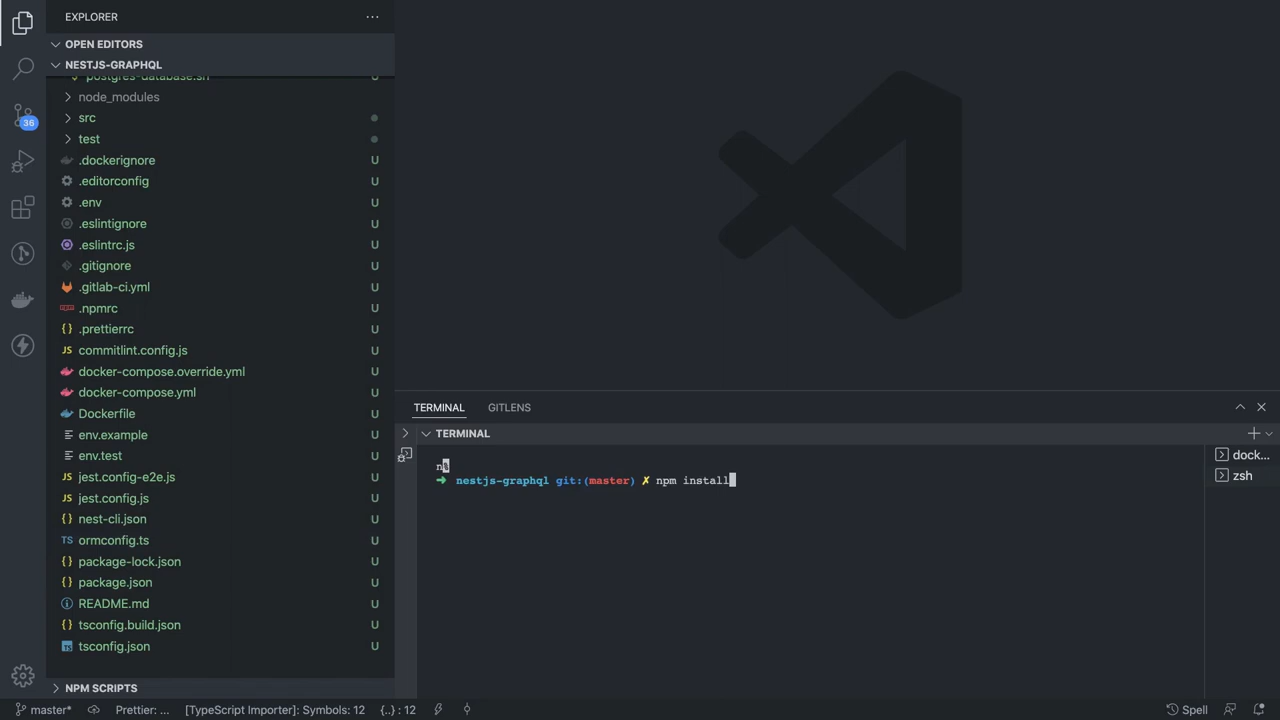 EXPLORER
OPEN EDITORS
NESTJS-GRAPHQL
postgres-database.sh
node_modules
src
test
.dockerignore U
.editorconfig U
.env U
.eslintignore U
.eslintrc.js U
.gitignore U
.gitlab-ci.yml U
.npmrc U
.prettierrc U
commitlint.config.js U
docker-compose.override.yml U
docker-compose.yml U
Dockerfile U
env.example U
env.test U
jest.config-e2e.js U
jest.config.js U
nest-cli.json U
ormconfig.ts U
package-lock.json U
package.json U
README.md U
tsconfig.build.json U
tsconfig.json U
NPM SCRIPTS
36
TERMINAL GITLENS
TERMINAL
n%
➜ nestjs-graphql git:(master) ✗ npm install
dock...
zsh
master* Prettier: ... [TypeScript Importer]: Symbols: 12 {..} : 12 Spell